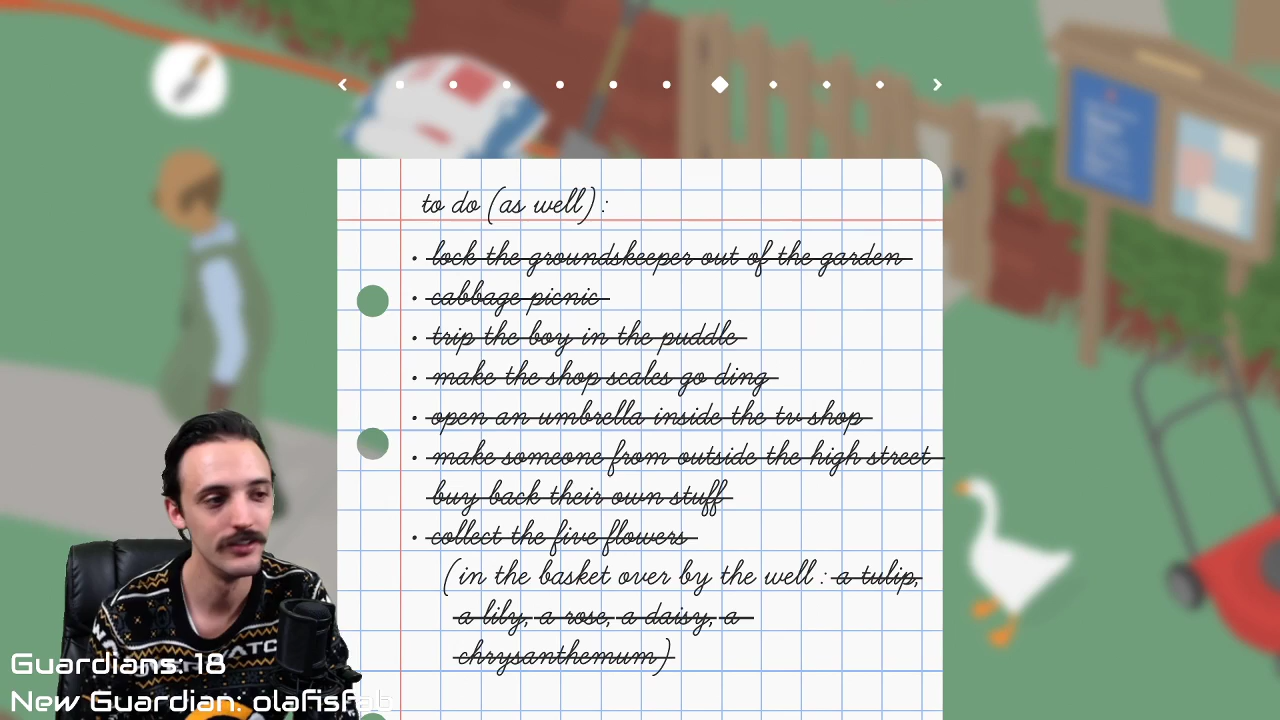 to do (as well) :
• lock the groundskeeper out of the garden
• cabbage picnic
• trip the boy in the puddle
• make the shop scales go ding
• open an umbrella inside the tv shop
• make someone from outside the high street
buy back their own stuff
• collect the five flowers
(in the basket over by the well : a tulip,
a lily, a rose, a daisy, a
chrysanthemum)
Guardians: 18
New Guardian: olafisfab